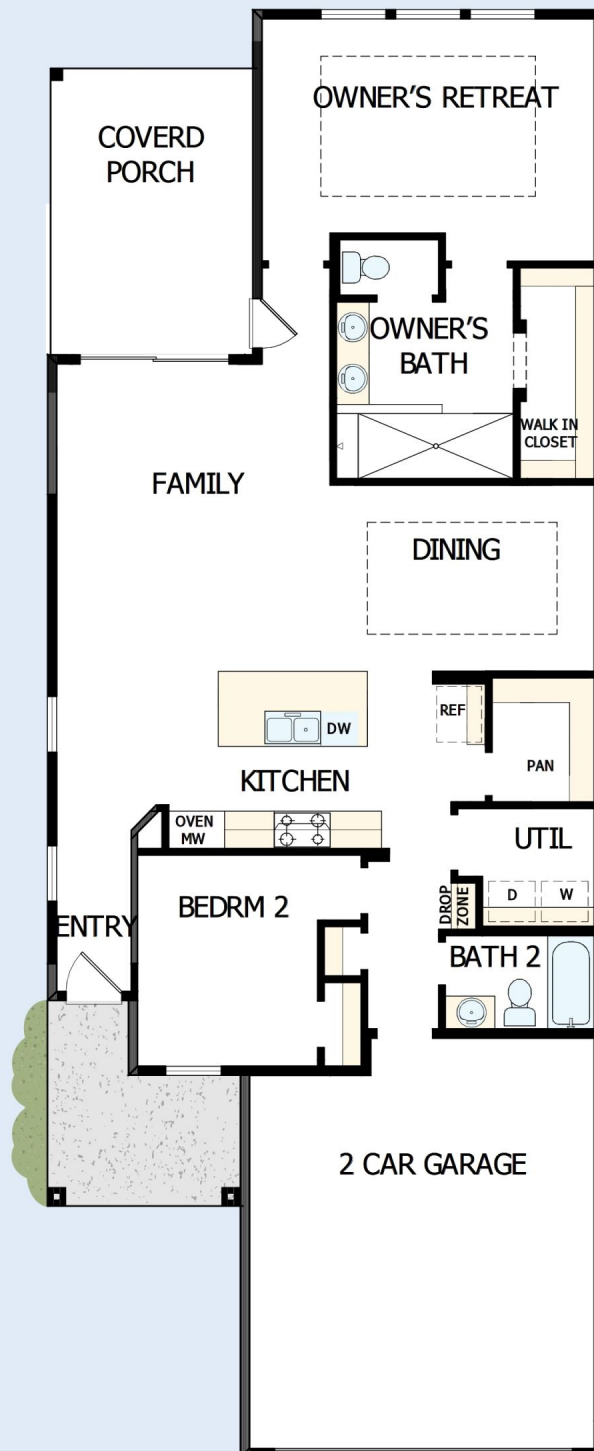 OWNER'S RETREAT
COVERD
PORCH
OWNER'S
BATH
WALK IN
CLOSET
FAMILY
DINING
REF
DW
PAN
KITCHEN
OVEN
MW
UTIL
D
W
DROP
ZONE
BEDRM 2
ENTRY
BATH 2
2 CAR GARAGE